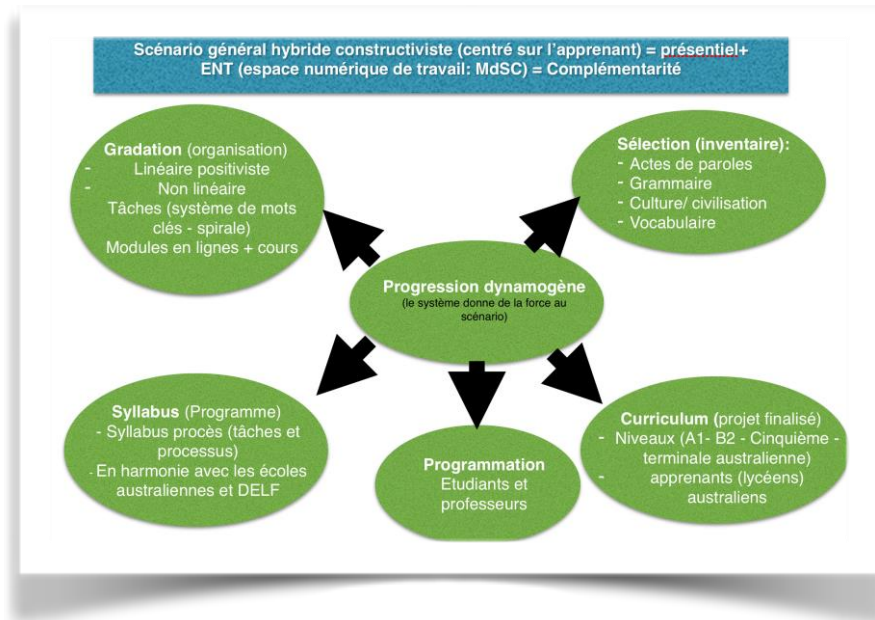 Scénario général hybride constructiviste (centré sur l'apprenant) = présentiel+
ENT (espace numérique de travail: MdSC) = Complémentarité
Gradation (organisation)
- Linéaire positiviste
- Non linéaire
Tâches (système de mots
clés - spirale)
Modules en lignes + cours
Sélection (inventaire):
- Actes de paroles
- Grammaire
- Culture/ civilisation
- Vocabulaire
Progression dynamogène
(le système donne de la force au
scénario)
Syllabus (Programme)
- Syllabus procès (tâches et
processus)
- En harmonie avec les écoles
australiennes et DELF
Programmation
Etudiants et
professeurs
Curriculum (projet finalisé)
- Niveaux (A1- B2 - Cinquième -
terminale australienne)
- apprenants (lycéens)
australiens